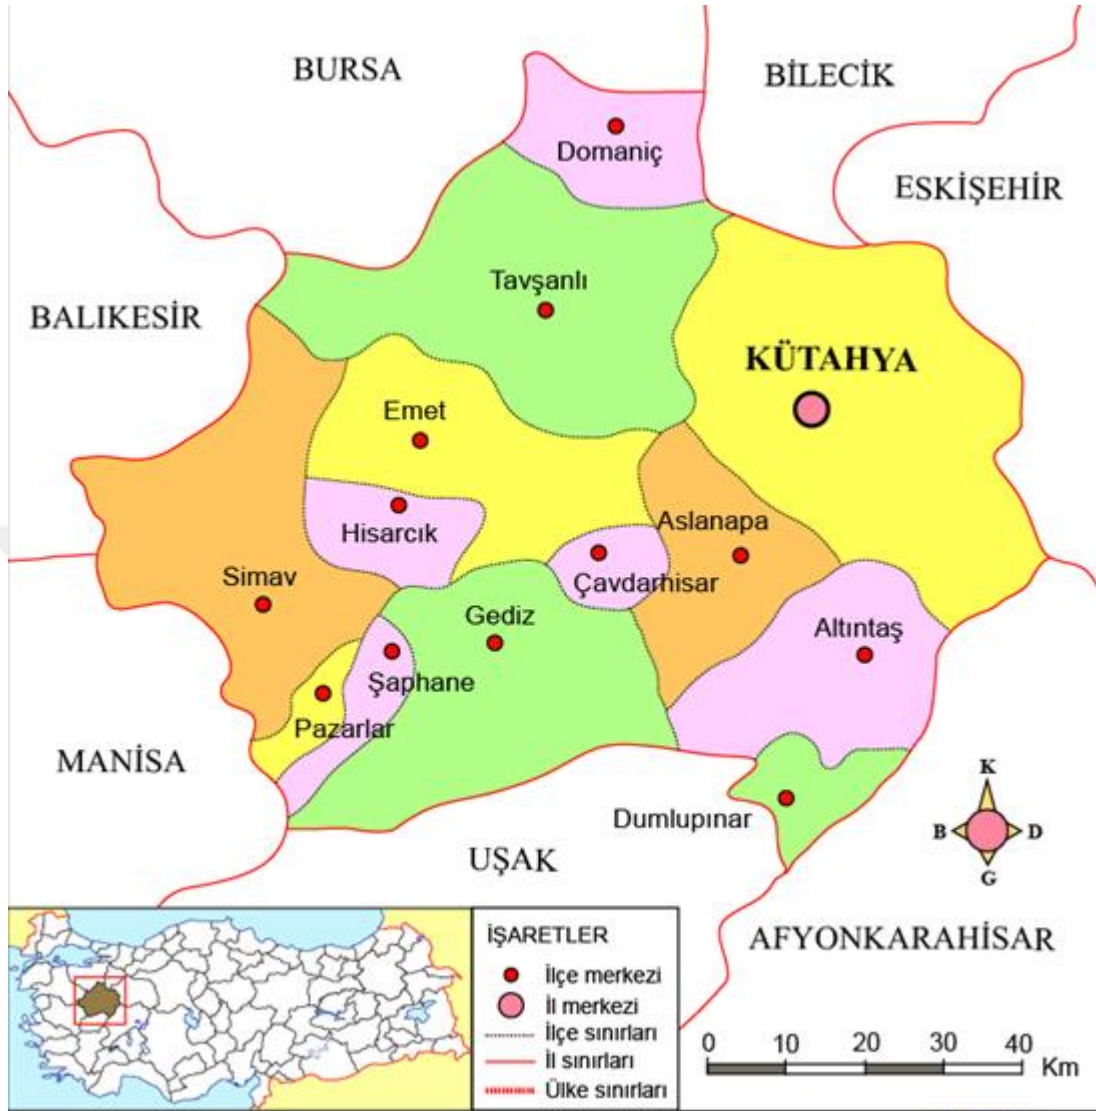 BURSA
BİLECİK
Domaniç
ESKİŞEHİR
Tavşanlı
BALIKESİR
KÜTAHYA
Emet
Aslanapa
Hisarcık
Simav
Çavdarhisar
Gediz
Altıntaş
Şaphane
Pazarlar
MANİSA
K
B
D
G
Dumlupınar
UŞAK
AFYONKARAHİSAR
İŞARETLER
İlçe merkezi
İl merkezi
İlçe sınırları
İl sınırları
Ülke sınırları
0 10 20 30 40 Km